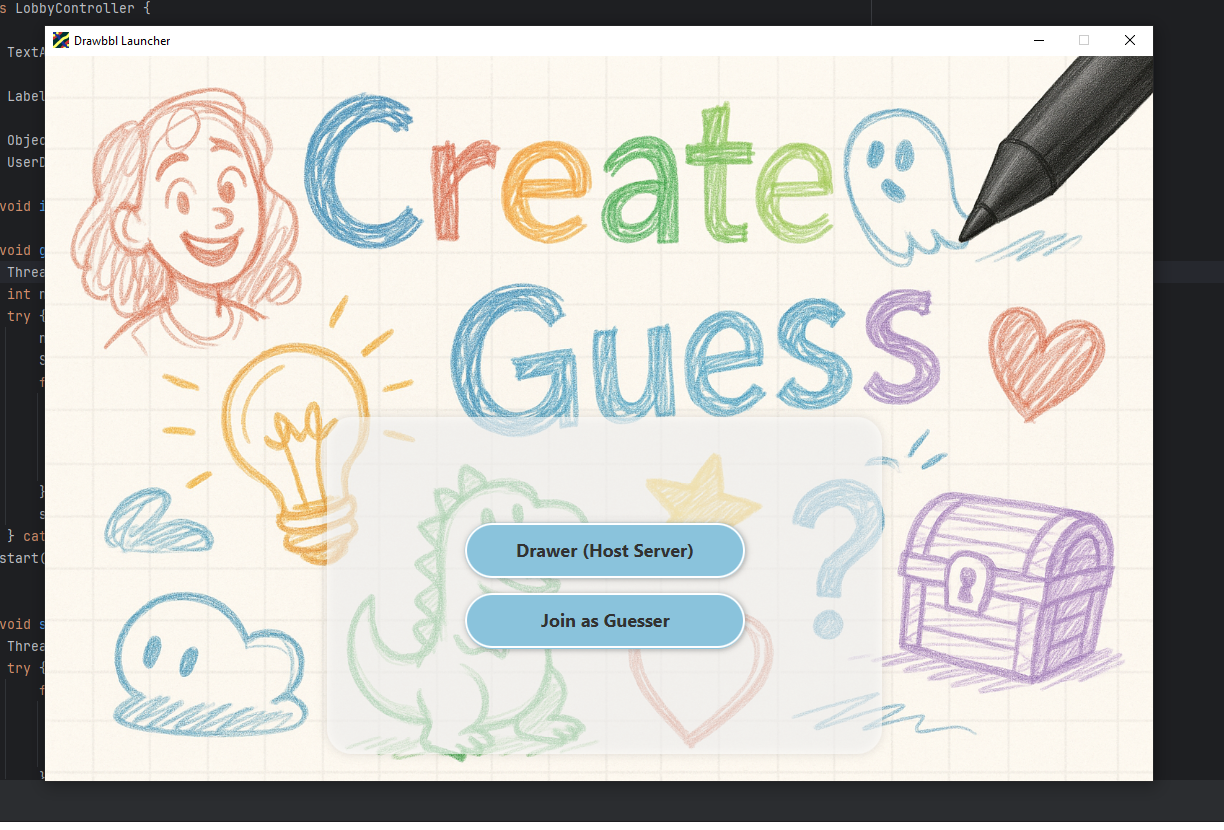 s LobbyController {
Drawbbl Launcher
TextA
Label
Create
Objec
UserD
void i
void g
Threa
int n
try {
Guess
}
} cat
Drawer (Host Server)
start(
?
Join as Guesser
void s
Threa
try {